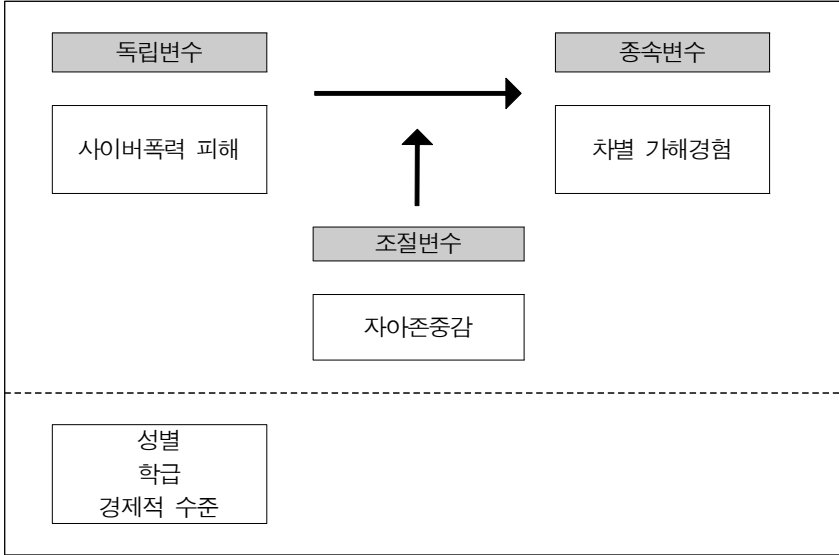 독립변수
종속변수
사이버폭력 피해
차별 가해경험
조절변수
자아존중감
성별
학급
경제적 수준